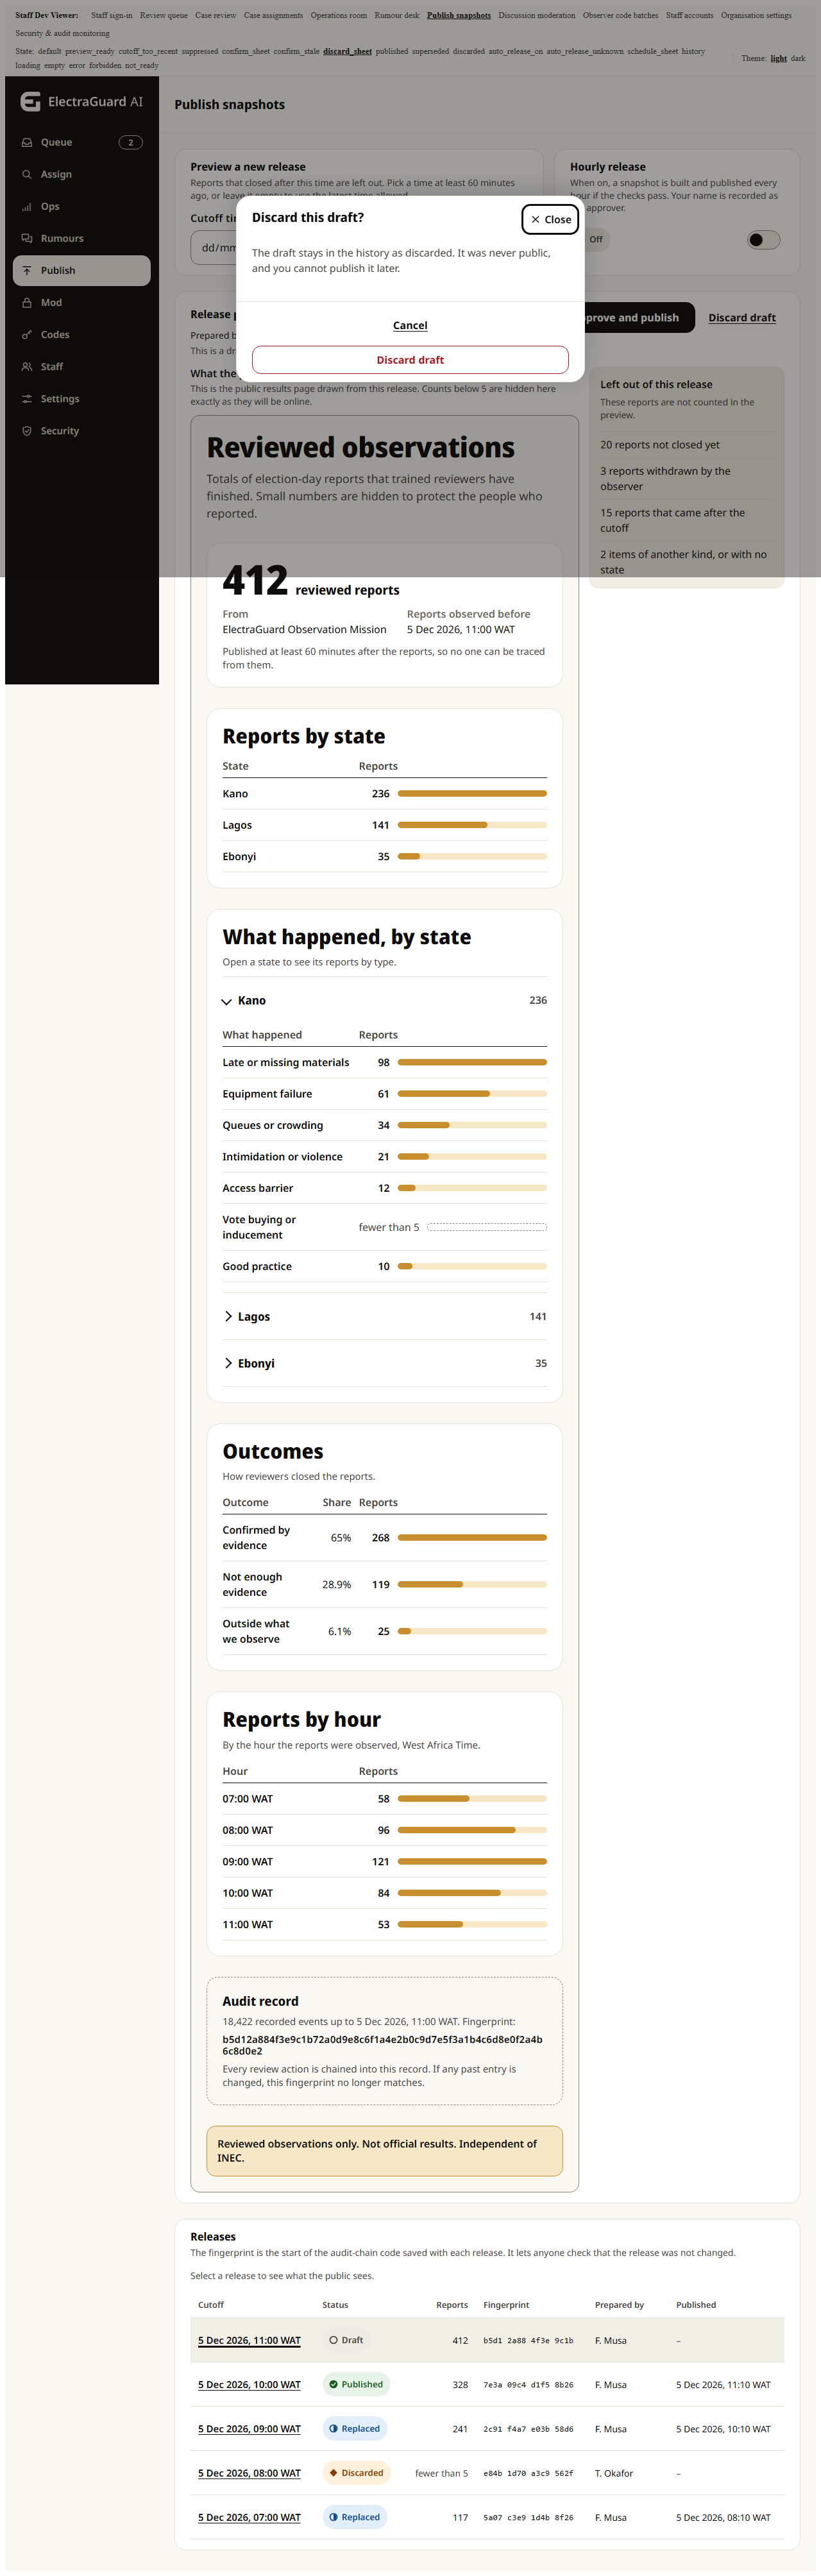 Staff Dev Viewer: Staff sign-in Review queue Case review Case assignments Operations room Rumour desk Publish snapshots Discussion moderation Observer code batches Staff accounts Organisation settings
Security & audit monitoring
State: default preview_ready cutoff_too_recent suppressed confirm_sheet confirm_stale discard_sheet published superseded discarded auto_release_on auto_release_unknown schedule_sheet history
loading empty error forbidden not_ready
Theme: light dark
ElectraGuard AI
Queue 2
Assign
Ops
Rumours
Publish
Mod
Codes
Staff
Settings
Security
Publish snapshots
Preview a new release
Reports that closed after this time are left out. Pick a time at least 60 minutes
Cutoff
dd/mm
Hourly release
When on, a snapshot is built and published every
hour if the checks pass. Your name is recorded as
approver.
Off
Discard this draft?
Close
The draft stays in the history as discarded. It was never public,
and you cannot publish it later.
Cancel
Discard draft
Release
Prepared
This is a
and publish
Discard draft
What the
This is the public results page drawn from this release. Counts below 5 are hidden here
exactly as they will be online.
Left out of this release
These reports are not counted in the
preview.
20 reports not closed yet
3 reports withdrawn by the
observer
15 reports that came after the
cutoff
2 items of another kind, or with no
state
Reviewed observations
Totals of election-day reports that trained reviewers have
finished. Small numbers are hidden to protect the people who
reported.
412 reviewed reports
From
ElectraGuard Observation Mission
Reports observed before
5 Dec 2026, 11:00 WAT
Published at least 60 minutes after the reports, so no one can be traced
from them.
Reports by state
State Reports
Kano 236
Lagos 141
Ebonyi 35
What happened, by state
Open a state to see its reports by type.
Kano 236
What happened Reports
Late or missing materials 98
Equipment failure 61
Queues or crowding 34
Intimidation or violence 21
Access barrier 12
Vote buying or
inducement fewer than 5
Good practice 10
Lagos 141
Ebonyi 35
Outcomes
How reviewers closed the reports.
Outcome Share Reports
Confirmed by
evidence 65% 268
Not enough
evidence 28.9% 119
Outside what
we observe 6.1% 25
Reports by hour
By the hour the reports were observed, West Africa Time.
Hour Reports
07:00 WAT 58
08:00 WAT 96
09:00 WAT 121
10:00 WAT 84
11:00 WAT 53
Audit record
18,422 recorded events up to 5 Dec 2026, 11:00 WAT. Fingerprint:
b5d12a884f3e9c1b72a0d9e8c6f1a4e2b0c9d7e5f3a1b4c6d8e0f2a4b
6c8d0e2
Every review action is chained into this record. If any past entry is
changed, this fingerprint no longer matches.
Reviewed observations only. Not official results. Independent of
INEC.
Releases
The fingerprint is the start of the audit-chain code saved with each release. It lets anyone check that the release was not changed.
Select a release to see what the public sees.
Cutoff Status Reports Fingerprint Prepared by Published
5 Dec 2026, 11:00 WAT Draft 412 b5d1 2a88 4f3e 9c1b F. Musa –
5 Dec 2026, 10:00 WAT Published 328 7e3a 09c4 d1f5 8b26 F. Musa 5 Dec 2026, 11:10 WAT
5 Dec 2026, 09:00 WAT Replaced 241 2c91 f4a7 e03b 58d6 F. Musa 5 Dec 2026, 10:10 WAT
5 Dec 2026, 08:00 WAT Discarded fewer than 5 e84b 1d70 a3c9 562f T. Okafor –
5 Dec 2026, 07:00 WAT Replaced 117 5a07 c3e9 1d4b 8f26 F. Musa 5 Dec 2026, 08:10 WAT